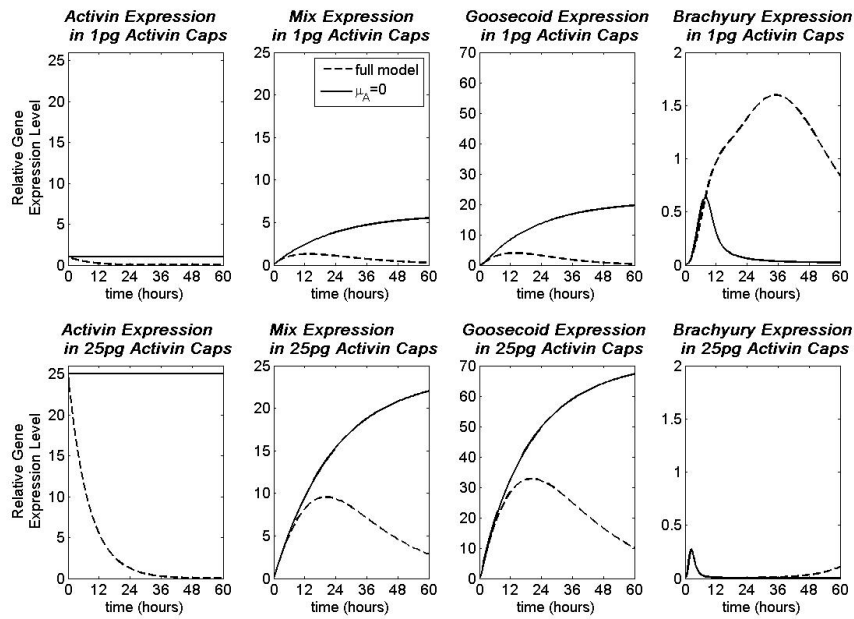 Activin Expression
in 1pg Activin Caps
Mix Expression
in 1pg Activin Caps
Goosecoid Expression
in 1pg Activin Caps
Brachyury Expression
in 1pg Activin Caps
Relative Gene
Expression Level
25
20
15
10
5
0
0 12 24 36 48 60
time (hours)
25
20
15
10
5
0
full model
μA=0
0 12 24 36 48 60
time (hours)
70
60
50
40
30
20
10
0
0 12 24 36 48 60
time (hours)
2
1.5
1
0.5
0
0 12 24 36 48 60
time (hours)
Activin Expression
in 25pg Activin Caps
Mix Expression
in 25pg Activin Caps
Goosecoid Expression
in 25pg Activin Caps
Brachyury Expression
in 25pg Activin Caps
Relative Gene
Expression Level
25
20
15
10
5
0
0 12 24 36 48 60
time (hours)
25
20
15
10
5
0
0 12 24 36 48 60
time (hours)
70
60
50
40
30
20
10
0
0 12 24 36 48 60
time (hours)
2
1.5
1
0.5
0
0 12 24 36 48 60
time (hours)